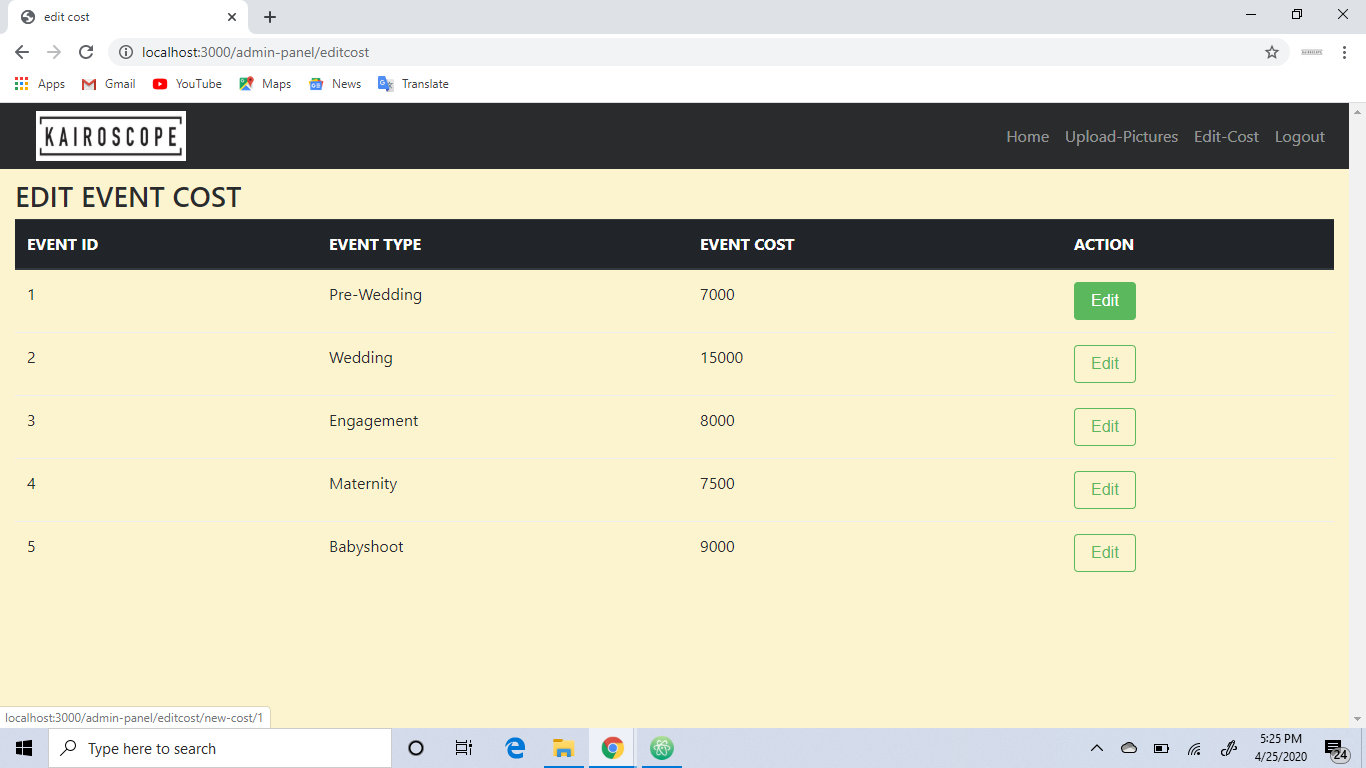 edit cost
localhost:3000/admin-panel/editcost
Apps Gmail YouTube Maps News Translate
KAIROSCOPE Home Upload-Pictures Edit-Cost Logout
EDIT EVENT COST
EVENT ID EVENT TYPE EVENT COST ACTION
1 Pre-Wedding 7000 Edit
2 Wedding 15000 Edit
3 Engagement 8000 Edit
4 Maternity 7500 Edit
5 Babyshoot 9000 Edit
localhost:3000/admin-panel/editcost/new-cost/1
Type here to search
5:25 PM
4/25/2020
24